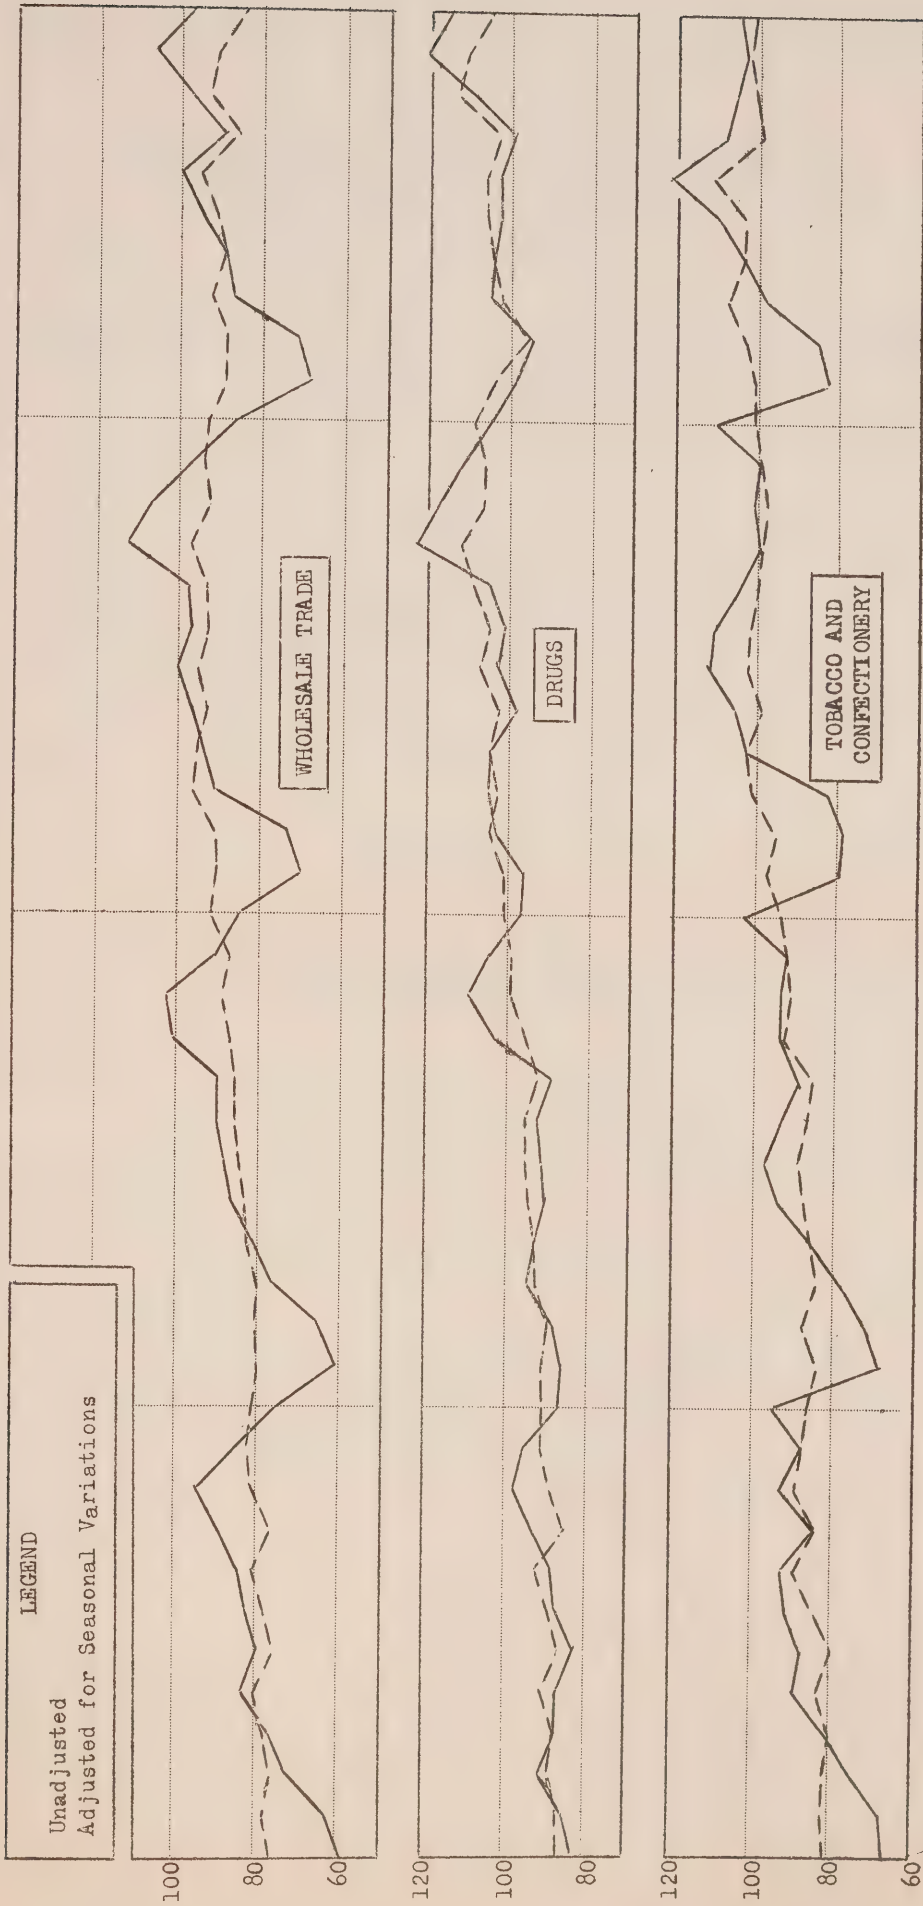 LEGEND
Unadjusted
Adjusted for Seasonal Variations
100
80
60
WHOLESALE TRADE
120
100
80
DRUGS
120
100
80
60
TOBACCO AND
CONFECTIONERY